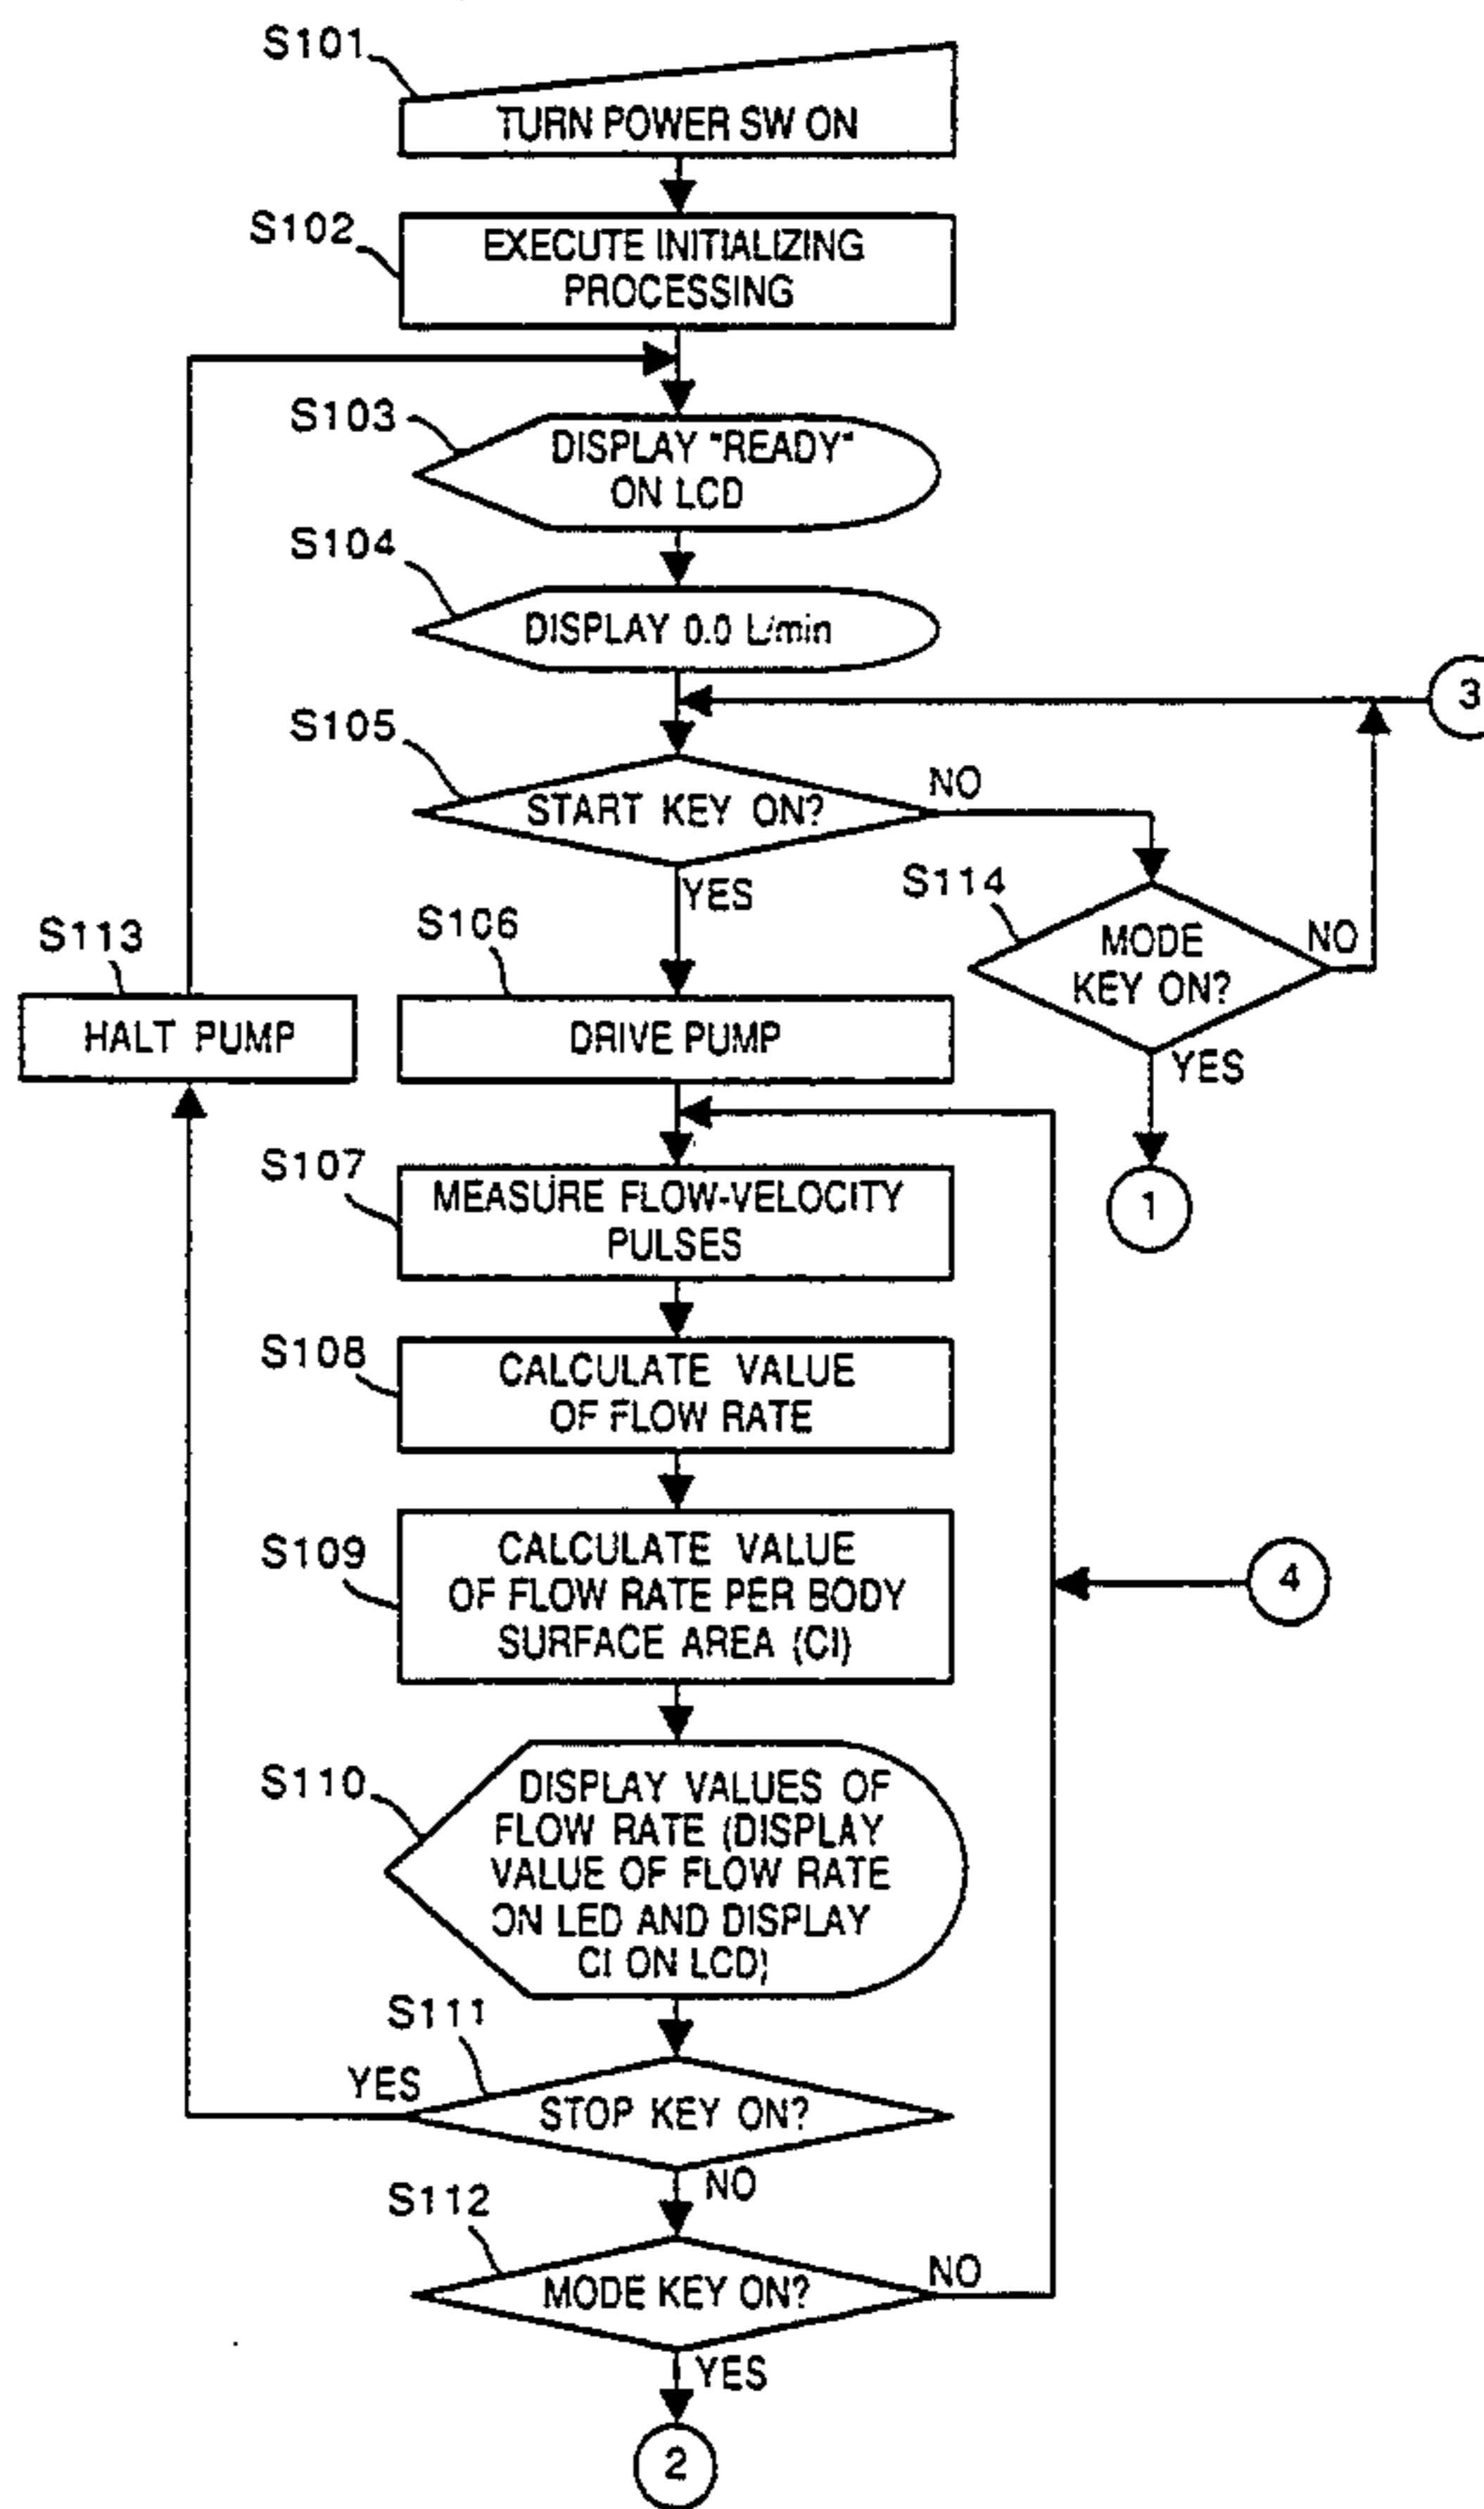 S101
TURN POWER SW ON
S102
EXECUTE INITIALIZING
PROCESSING
S103
DISPLAY "READY"
ON LCD
S104
DISPLAY 0.0 L/min
3
S105
START KEY ON?
NO
YES
S114
MODE
KEY ON?
NO
YES
1
S113
HALT PUMP
S106
DRIVE PUMP
S107
MEASURE FLOW-VELOCITY
PULSES
S108
CALCULATE VALUE
OF FLOW RATE
S109
CALCULATE VALUE
OF FLOW RATE PER BODY
SURFACE AREA (CI)
4
S110
DISPLAY VALUES OF
FLOW RATE (DISPLAY
VALUE OF FLOW RATE
ON LED AND DISPLAY
CI ON LCD)
S111
YES
STOP KEY ON?
NO
S112
MODE KEY ON?
NO
YES
2